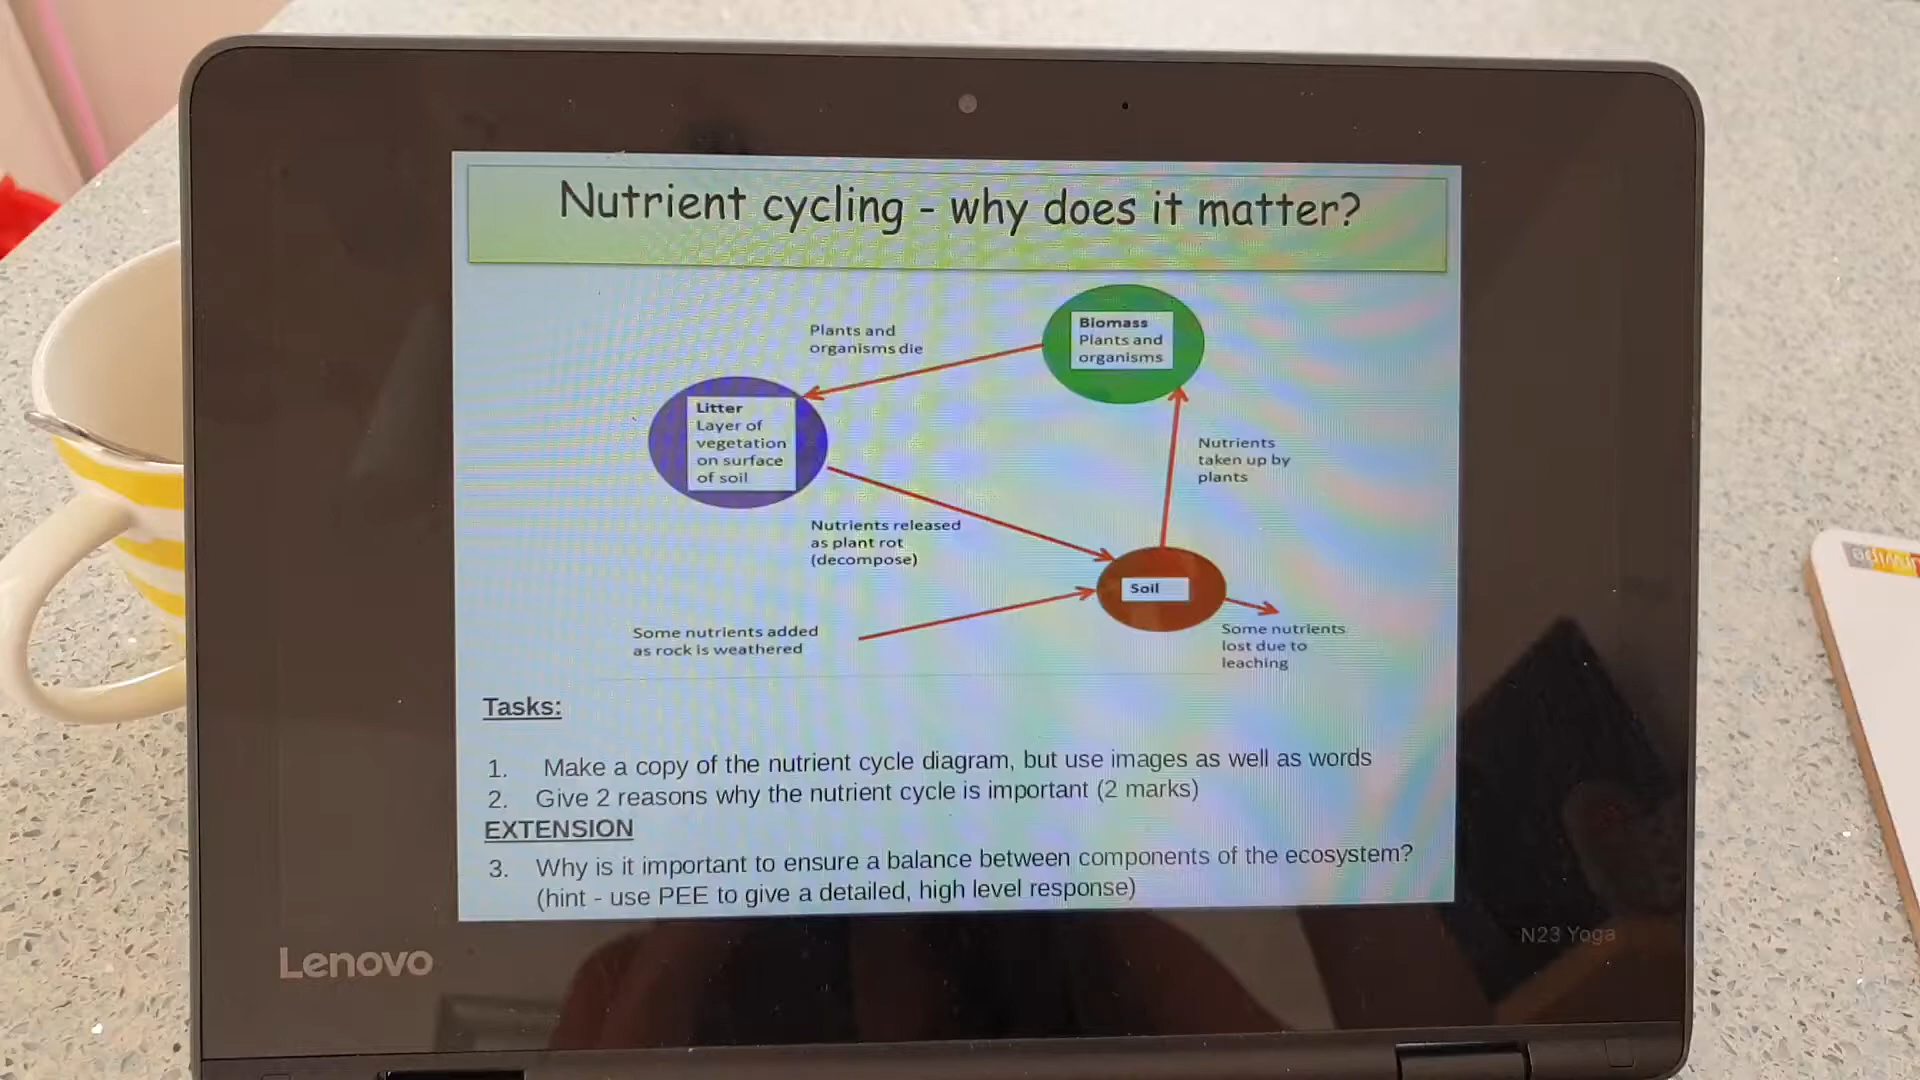 Nutrient cycling - why does it matter?
Plants and
organisms die
Biomass
Plants and
organisms
Litter
Layer of
vegetation
on surface
of soil
Nutrients
taken up by
plants
Nutrients released
as plant rot
(decompose)
Soil
Some nutrients added
as rock is weathered
Some nutrients
lost due to
leaching
Tasks:
1. Make a copy of the nutrient cycle diagram, but use images as well as words
2. Give 2 reasons why the nutrient cycle is important (2 marks)
EXTENSION
3. Why is it important to ensure a balance between components of the ecosystem?
(hint - use PEE to give a detailed, high level response)
Lenovo
N23 Yoga